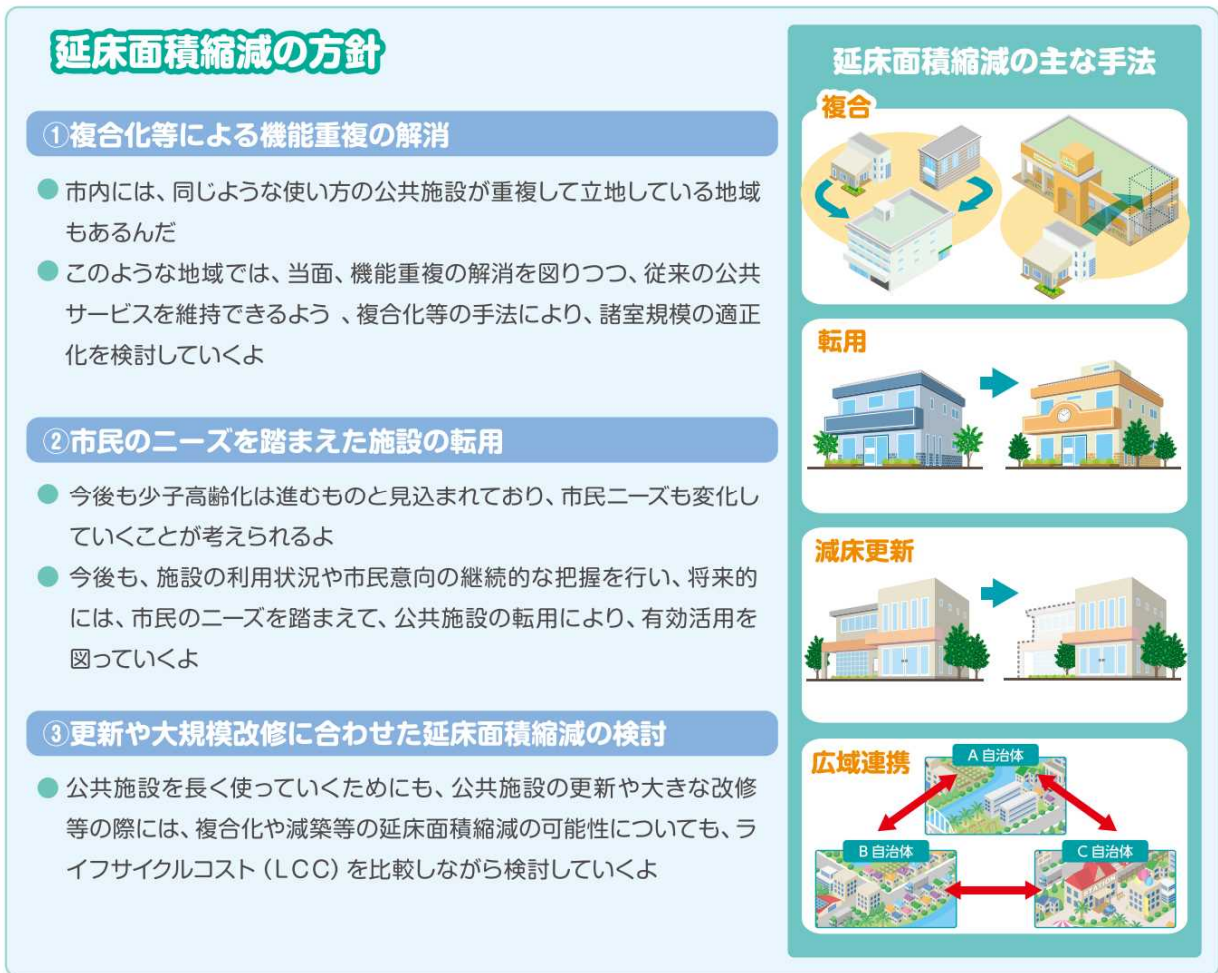 延床面積縮減の方針
①複合化等による機能重複の解消
● 市内には、同じような使い方の公共施設が重複して立地している地域
もあるんだ
● このような地域では、当面、機能重複の解消を図りつつ、従来の公共
サービスを維持できるよう 、複合化等の手法により、諸室規模の適正
化を検討していくよ
②市民のニーズを踏まえた施設の転用
● 今後も少子高齢化は進むものと見込まれており、市民ニーズも変化し
ていくことが考えられるよ
● 今後も、施設の利用状況や市民意向の継続的な把握を行い、将来的
には、市民のニーズを踏まえて、公共施設の転用により、有効活用を
図っていくよ
③更新や大規模改修に合わせた延床面積縮減の検討
● 公共施設を長く使っていくためにも、公共施設の更新や大きな改修
等の際には、複合化や減築等の延床面積縮減の可能性についても、ラ
イフサイクルコスト（LCC）を比較しながら検討していくよ
延床面積縮減の主な手法
複合
転用
減床更新
広域連携
A 自治体
B 自治体
C 自治体